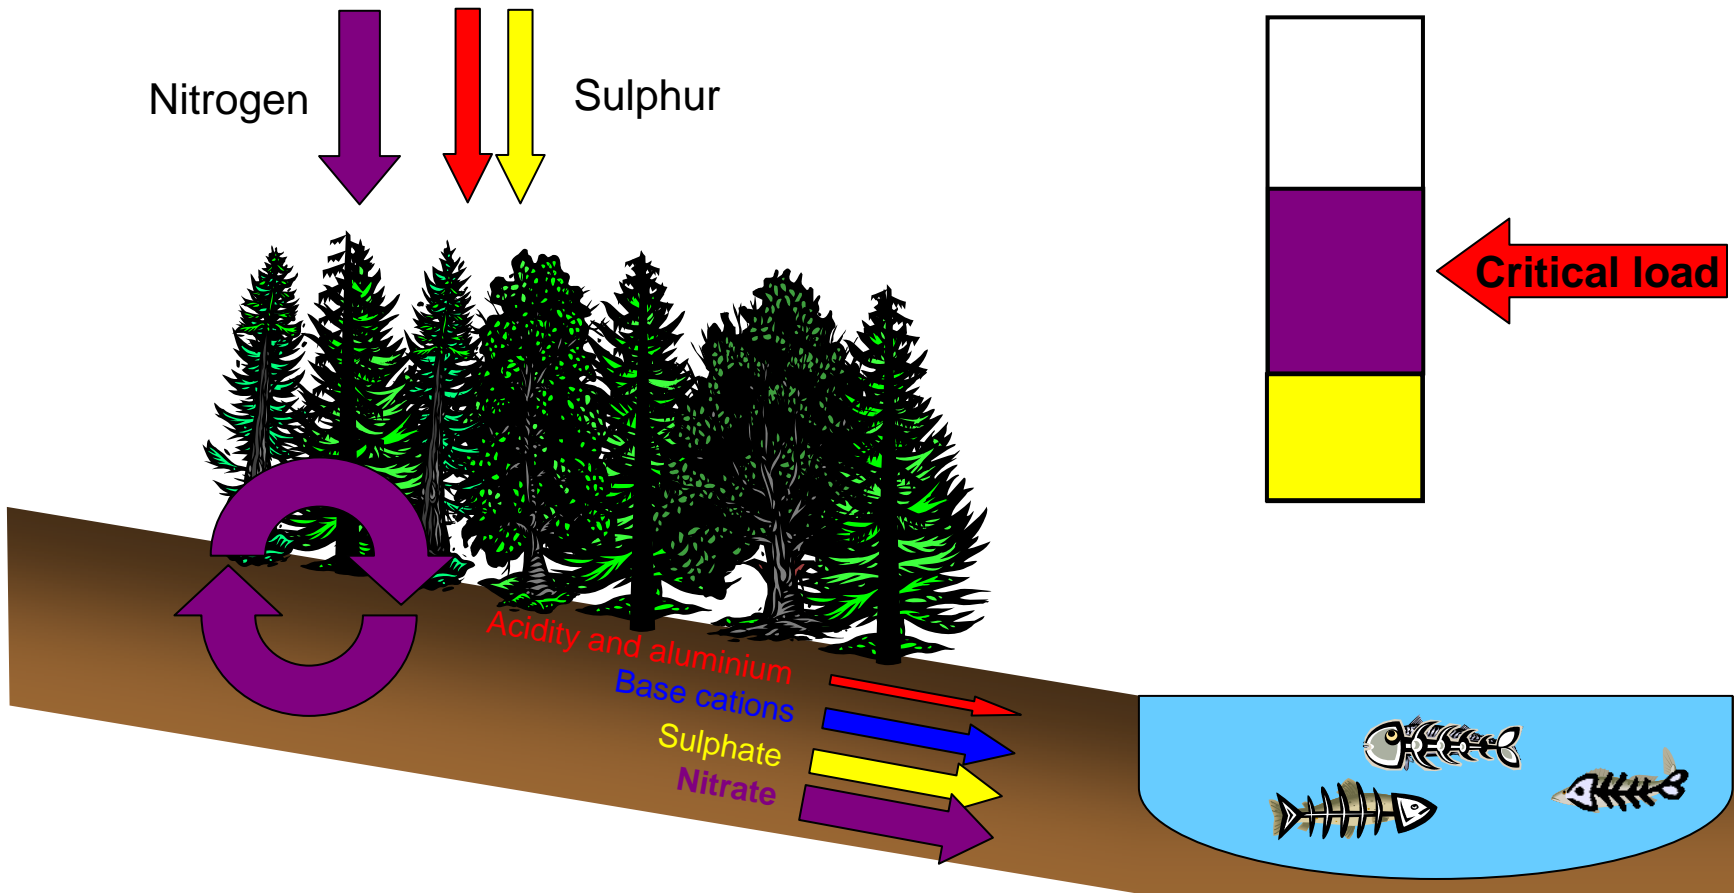 Nitrogen
Sulphur
Critical load
Acidity and aluminium
Base cations
Sulphate
Nitrate